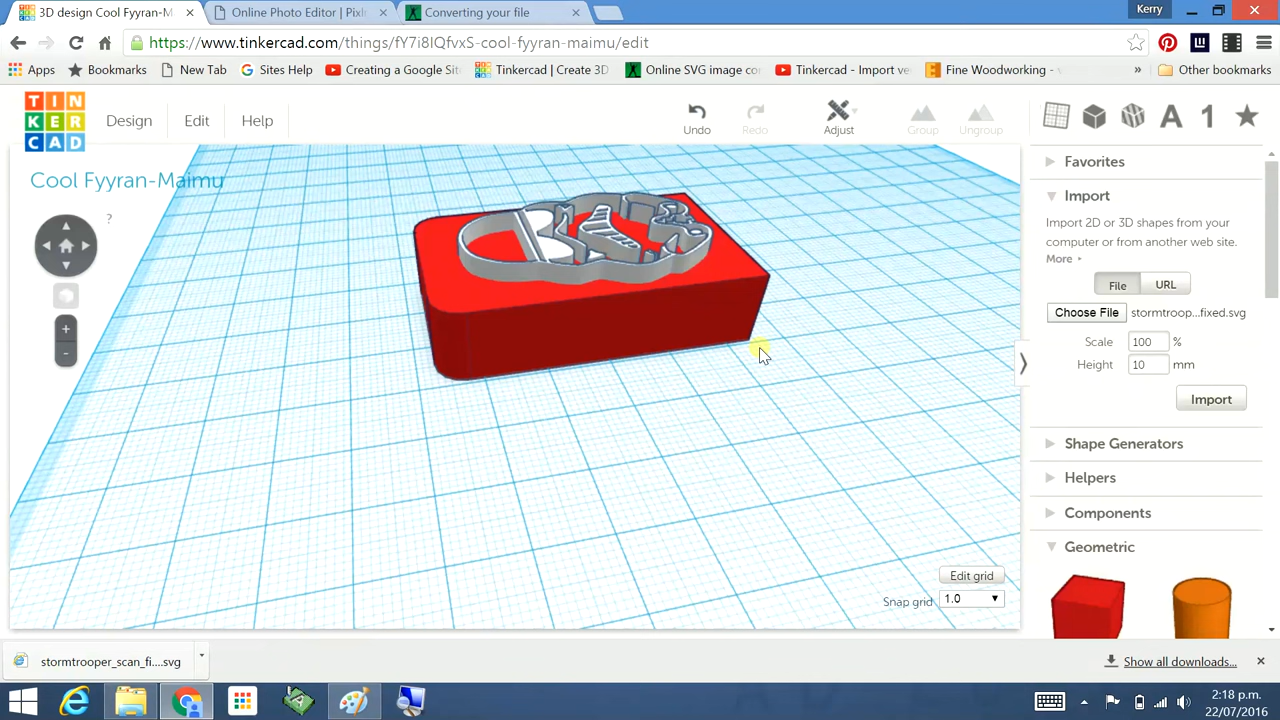 3D design Cool Fyyran-M
Online Photo Editor | Pixlr
Converting your file
Kerry
https://www.tinkercad.com/things/fY7i8IQfvxS-cool-fyyran-maimu/edit
Apps
Bookmarks
New Tab
Sites Help
Creating a Google Si
Tinkercad | Create 3D
Online SVG image co
Tinkercad - Import ve
Fine Woodworking -
»
Other bookmarks
TIN
KER
CAD
Design
Edit
Help
Undo
Redo
Adjust
Group
Ungroup
Cool Fyyran-Maimu
?
Favorites
Import
Import 2D or 3D shapes from your
computer or from another web site.
More
File
URL
Choose File
stormtroop...fixed.svg
Scale
100
%
Height
10
mm
Import
Shape Generators
Helpers
Components
Geometric
Edit grid
Snap grid
1.0
stormtrooper_scan_fi....svg
Show all downloads...
2:18 p.m.
22/07/2016